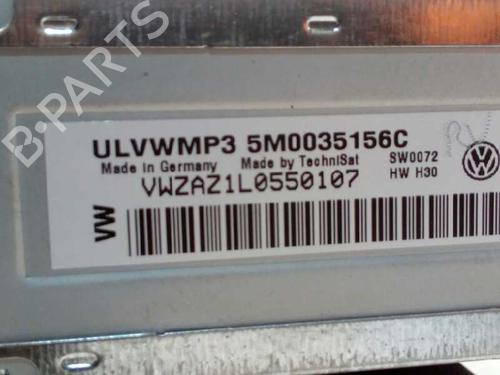 ULVWMP3 5M0035156C
Made in Germany Made by TechniSat SW0072
VWZAZ1L0550107 HW H30
VW
B-PARTS